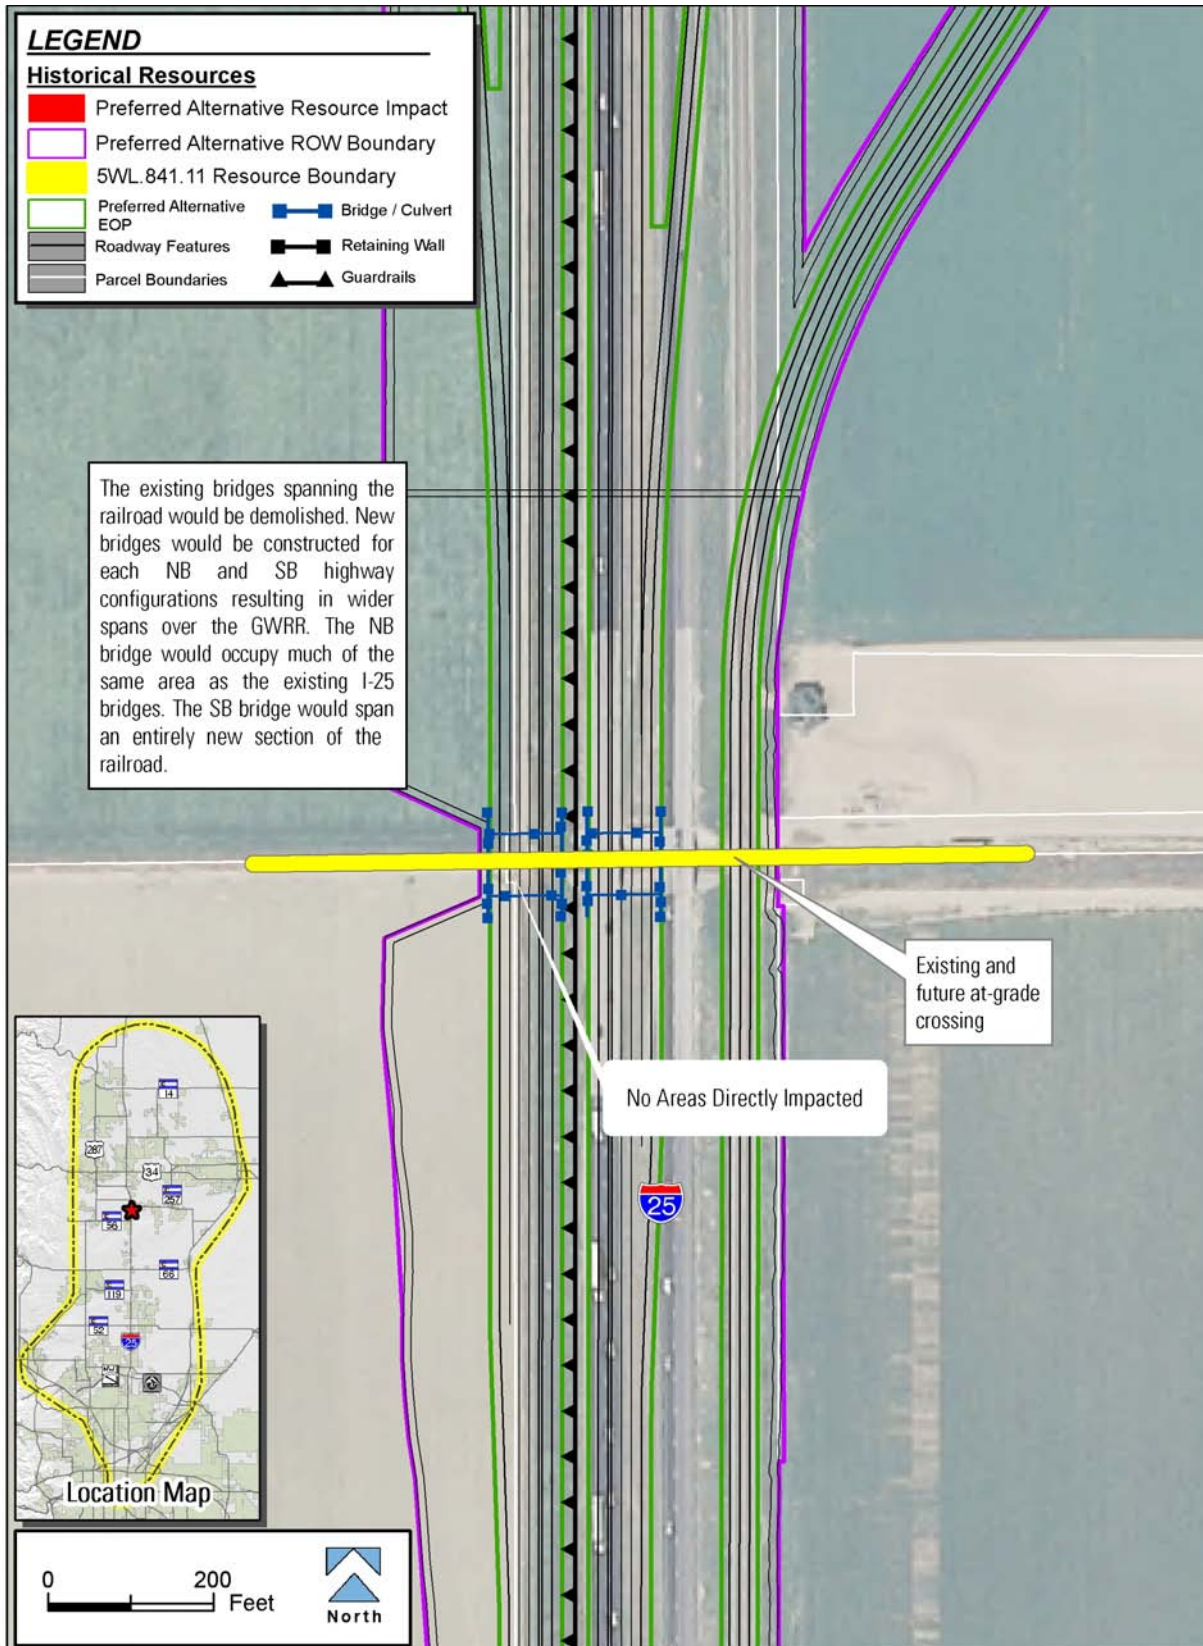 LEGEND
Historical Resources
Preferred Alternative Resource Impact
Preferred Alternative ROW Boundary
5WL.841.11 Resource Boundary
Preferred Alternative
EOP
Bridge / Culvert
Roadway Features
Retaining Wall
Parcel Boundaries
Guardrails
The existing bridges spanning the
railroad would be demolished. New
bridges would be constructed for
each NB and SB highway
configurations resulting in wider
spans over the GWRR. The NB
bridge would occupy much of the
same area as the existing I-25
bridges. The SB bridge would span
an entirely new section of the
railroad.
Existing and
future at-grade
crossing
No Areas Directly Impacted
25
14
287
34
257
56
66
119
52
25
Location Map
0 200
Feet
North